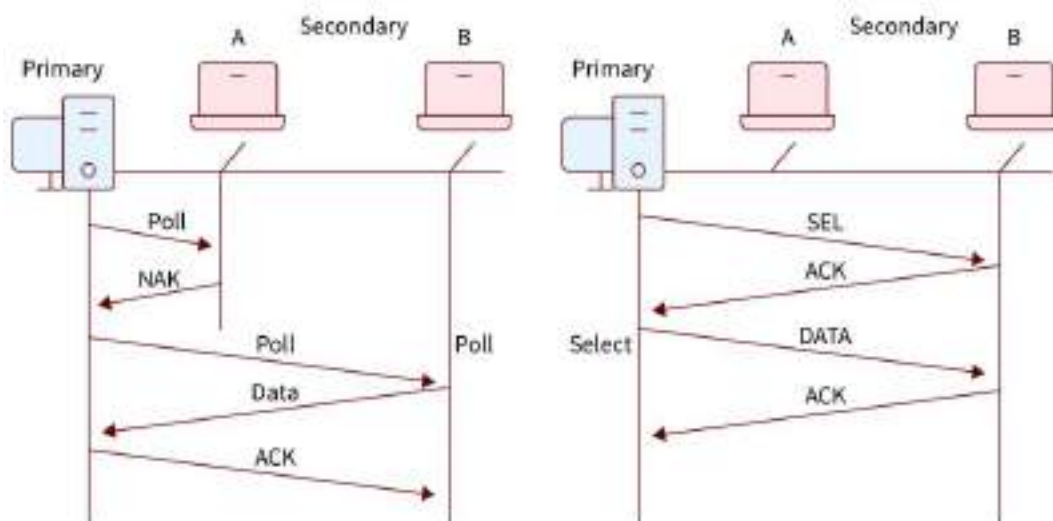 Secondary
A
B
Primary
Poll
NAK
Poll
Poll
Data
ACK
Secondary
A
B
Primary
SEL
ACK
Select
DATA
ACK